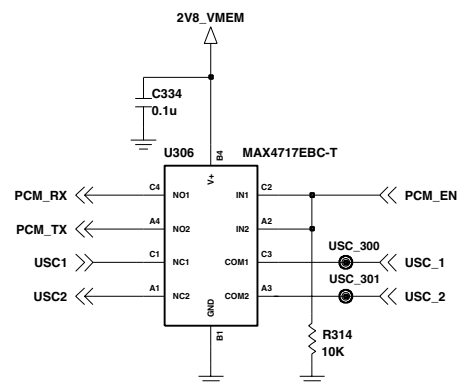 2V8_VMEM
C334
0.1u
U306
B4
MAX4717EBC-T
V+
PCM_RX
C4
NO1
IN1
C2
PCM_EN
PCM_TX
A4
NO2
IN2
A2
USC_300
USC1
C1
NC1
COM1
C3
USC_1
USC_301
USC2
A1
NC2
COM2
A3
USC_2
GND
B1
R314
10K